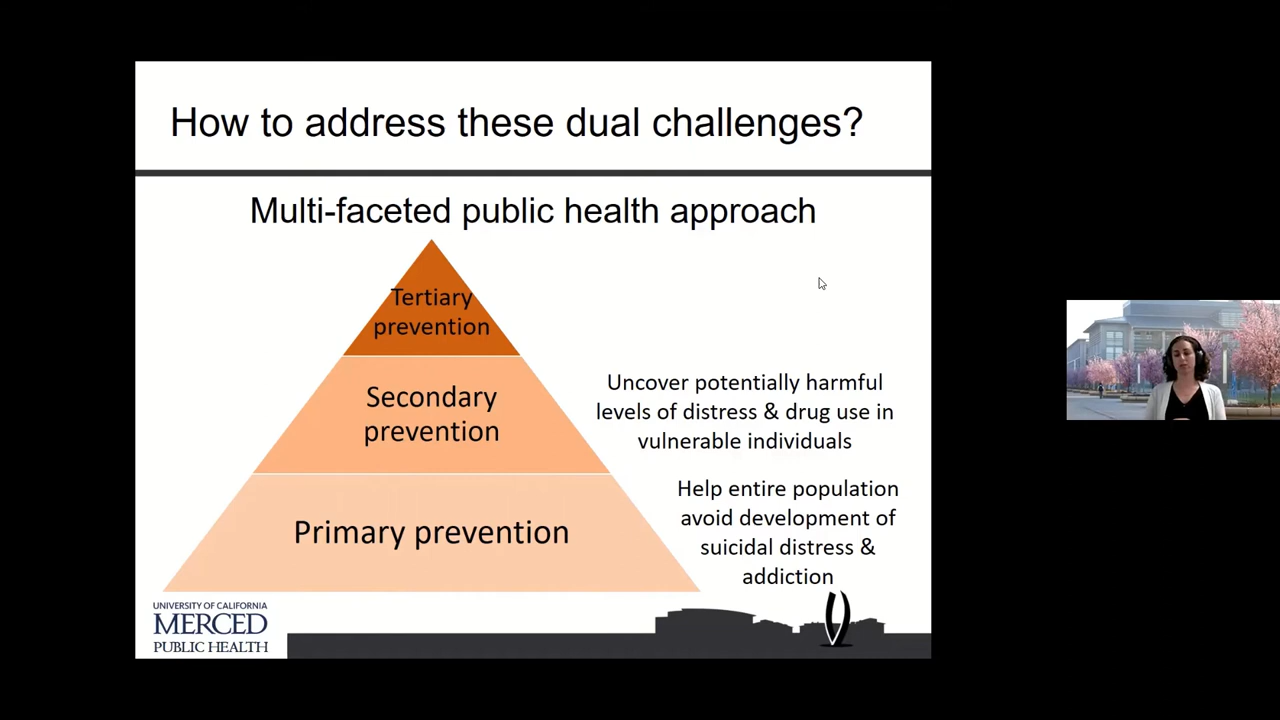 How to address these dual challenges?
Multi-faceted public health approach
Tertiary
prevention
Secondary
prevention
Uncover potentially harmful
levels of distress & drug use in
vulnerable individuals
Primary prevention
Help entire population
avoid development of
suicidal distress &
addiction
UNIVERSITY OF CALIFORNIA
MERCED
PUBLIC HEALTH